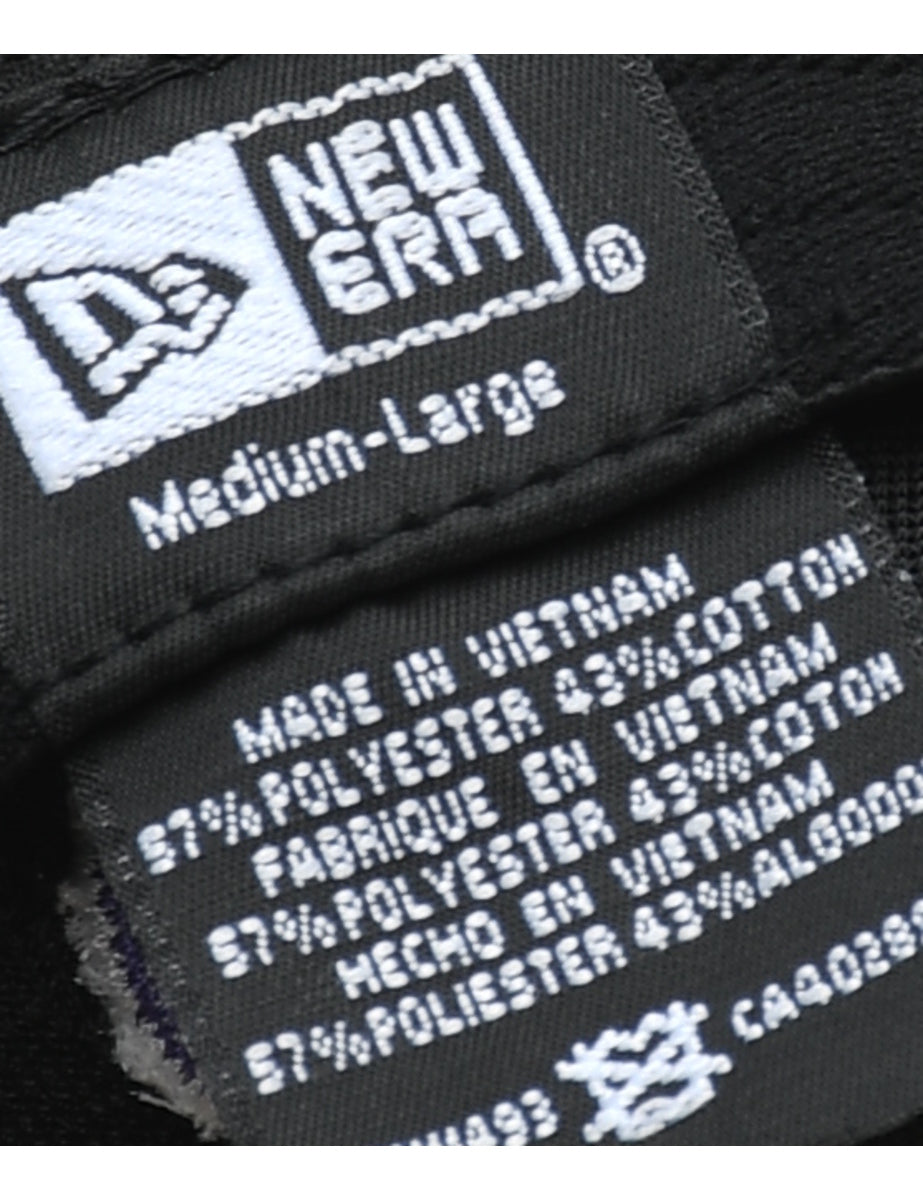 NEW
ERA®
Medium-Large
MADE IN VIETNAM
57%POLYESTER 43%COTTON
FABRIQUE EN VIETNAM
57%POLYESTER 43%COTON
HECHO EN VIETNAM
57%POLIESTER 43%ALGODO